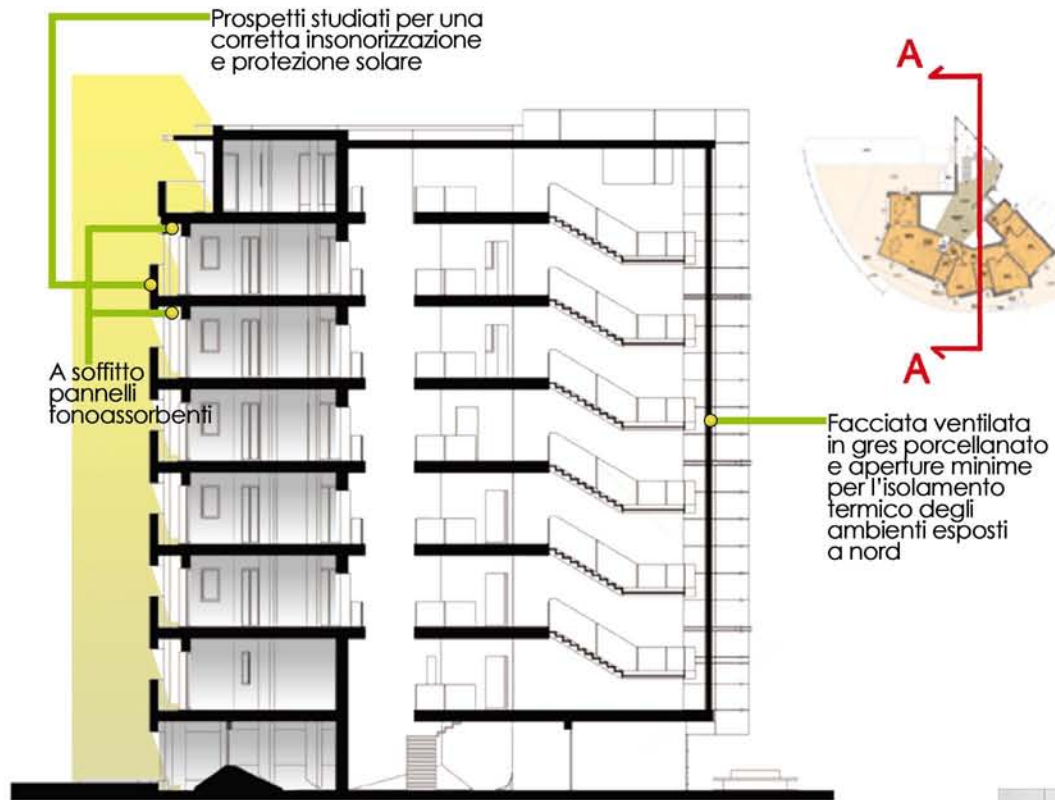 Prospetti studiati per una
corretta insonorizzazione
e protezione solare
A
A soffitto
pannelli
fonoassorbenti
A
Facciata ventilata
in gres porcellanato
e aperture minime
per l'isolamento
termico degli
ambienti esposti
a nord